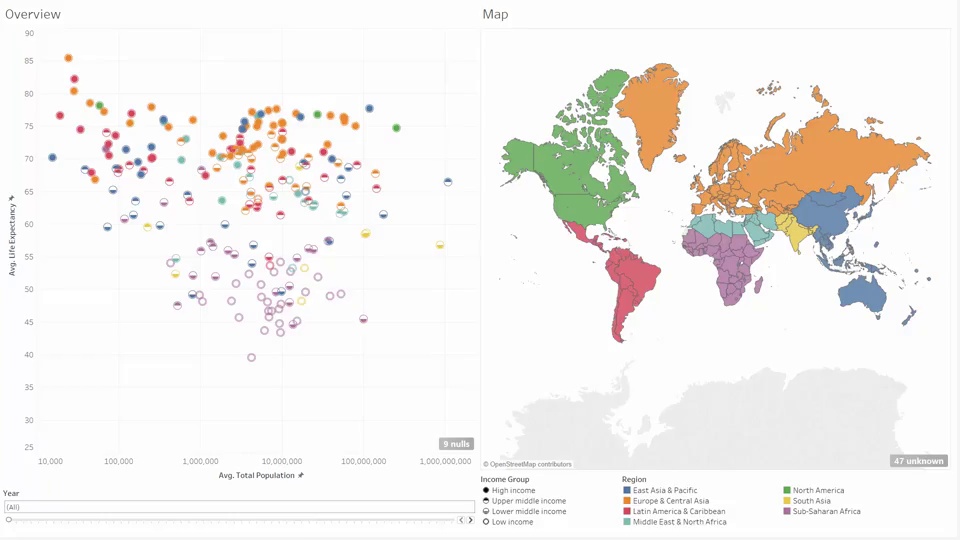 Overview
Map
90
85
80
75
70
65
60
55
50
45
40
35
30
25
Avg. Life Expectancy
10,000
100,000
1,000,000
10,000,000
100,000,000
1,000,000,000
Avg. Total Population
9 nulls
© OpenStreetMap contributors
47 unknown
Year
(All)
Income Group
High income
Upper middle income
Lower middle income
Low income
Region
East Asia & Pacific
Europe & Central Asia
Latin America & Caribbean
Middle East & North Africa
North America
South Asia
Sub-Saharan Africa